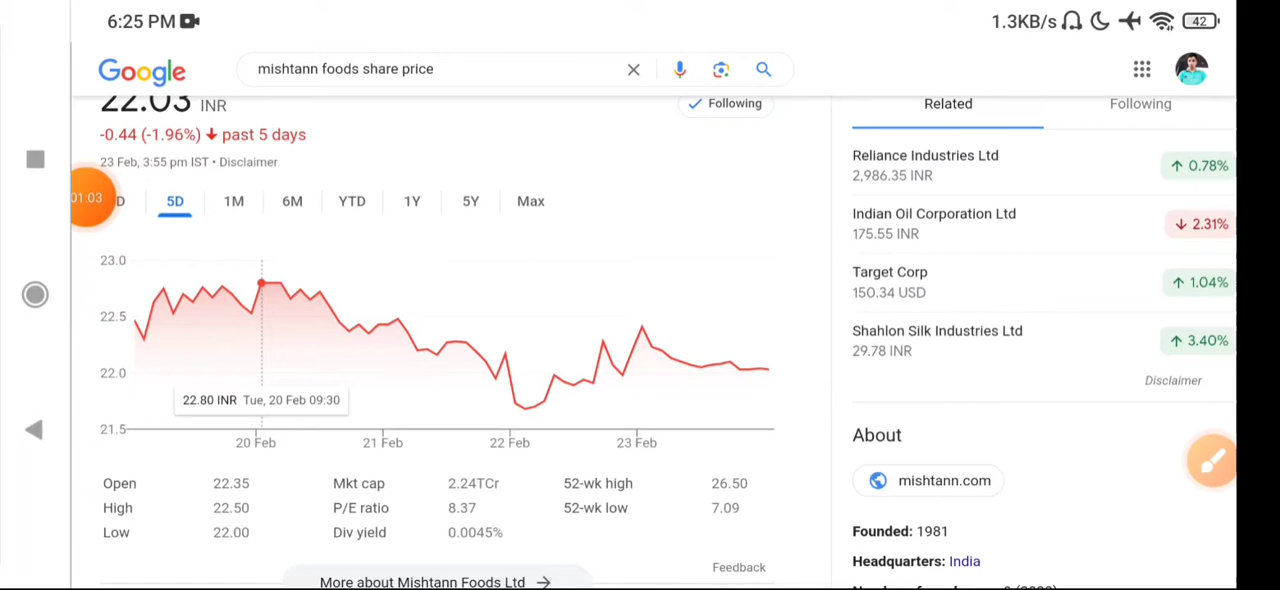 6:25 PM
1.3KB/s
42
Google
mishtann foods share price
22.03 INR
Following
-0.44 (-1.96%) ↓ past 5 days
23 Feb, 3:55 pm IST • Disclaimer
01:03
D 5D 1M 6M YTD 1Y 5Y Max
23.0
22.5
22.0
21.5
22.80 INR Tue, 20 Feb 09:30
20 Feb 21 Feb 22 Feb 23 Feb
Open 22.35 Mkt cap 2.24TCr 52-wk high 26.50
High 22.50 P/E ratio 8.37 52-wk low 7.09
Low 22.00 Div yield 0.0045%
Feedback
More about Mishtann Foods Ltd →
Related Following
Reliance Industries Ltd
2,986.35 INR
↑ 0.78%
Indian Oil Corporation Ltd
175.55 INR
↓ 2.31%
Target Corp
150.34 USD
↑ 1.04%
Shahlon Silk Industries Ltd
29.78 INR
↑ 3.40%
Disclaimer
About
mishtann.com
Founded: 1981
Headquarters: India